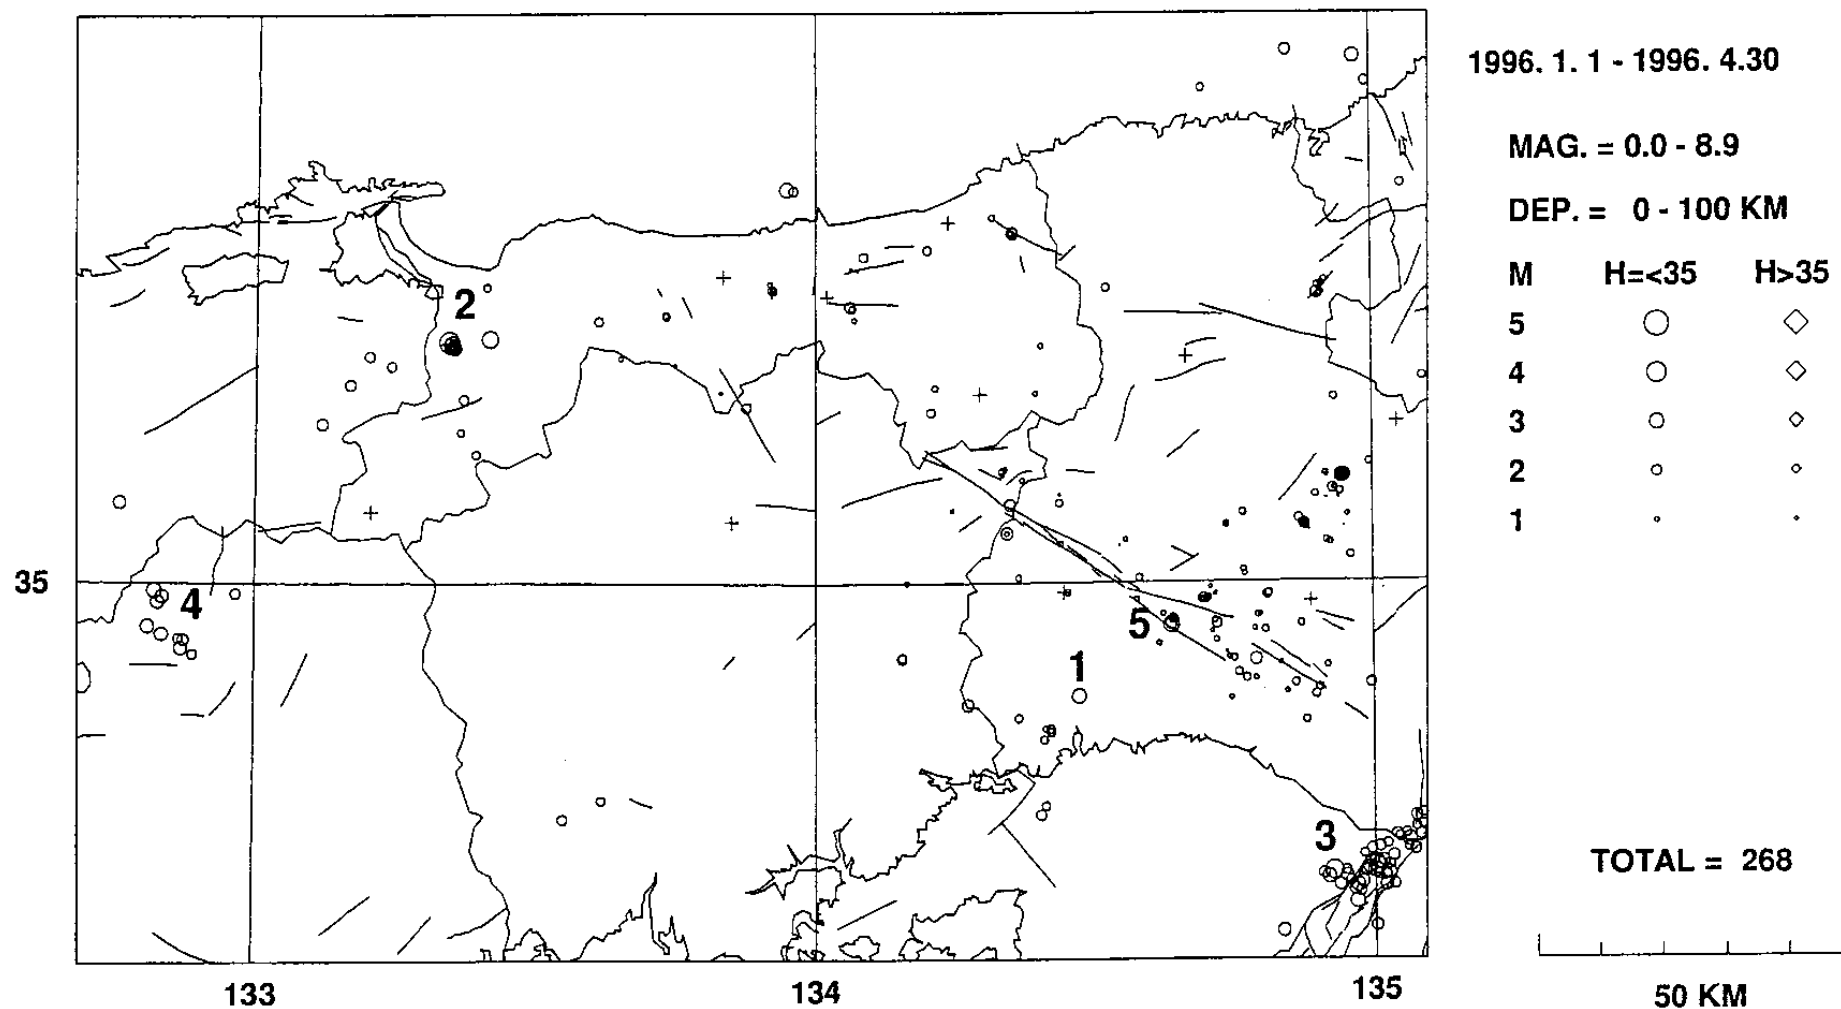 1996. 1. 1 - 1996. 4.30
MAG. = 0.0 - 8.9
DEP. = 0 - 100 KM
M H=<35 H>35
5
4
3
2
1
2
35
4
5
1
3
TOTAL = 268
133
134
135
50 KM